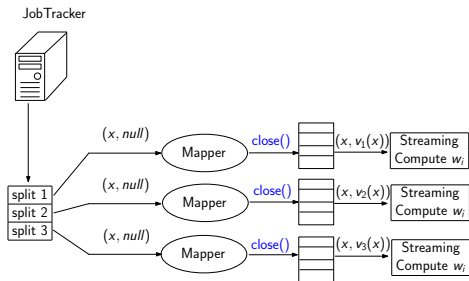 JobTracker
(x, null)
Mapper
close()
(x, v₁(x))
Streaming
Compute wᵢ
split 1
split 2
split 3
(x, null)
Mapper
close()
(x, v₂(x))
Streaming
Compute wᵢ
(x, null)
Mapper
close()
(x, v₃(x))
Streaming
Compute wᵢ